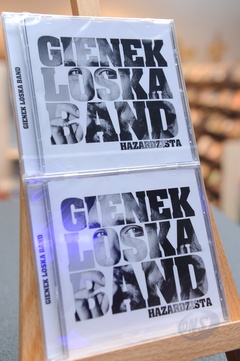 GIENEK LOSKA BAND
GIENEK
LOSKA
BAND
HAZARDZISTA
GIENEK LOSKA BAND
GIENEK
LOSKA
BAND
HAZARDZISTA